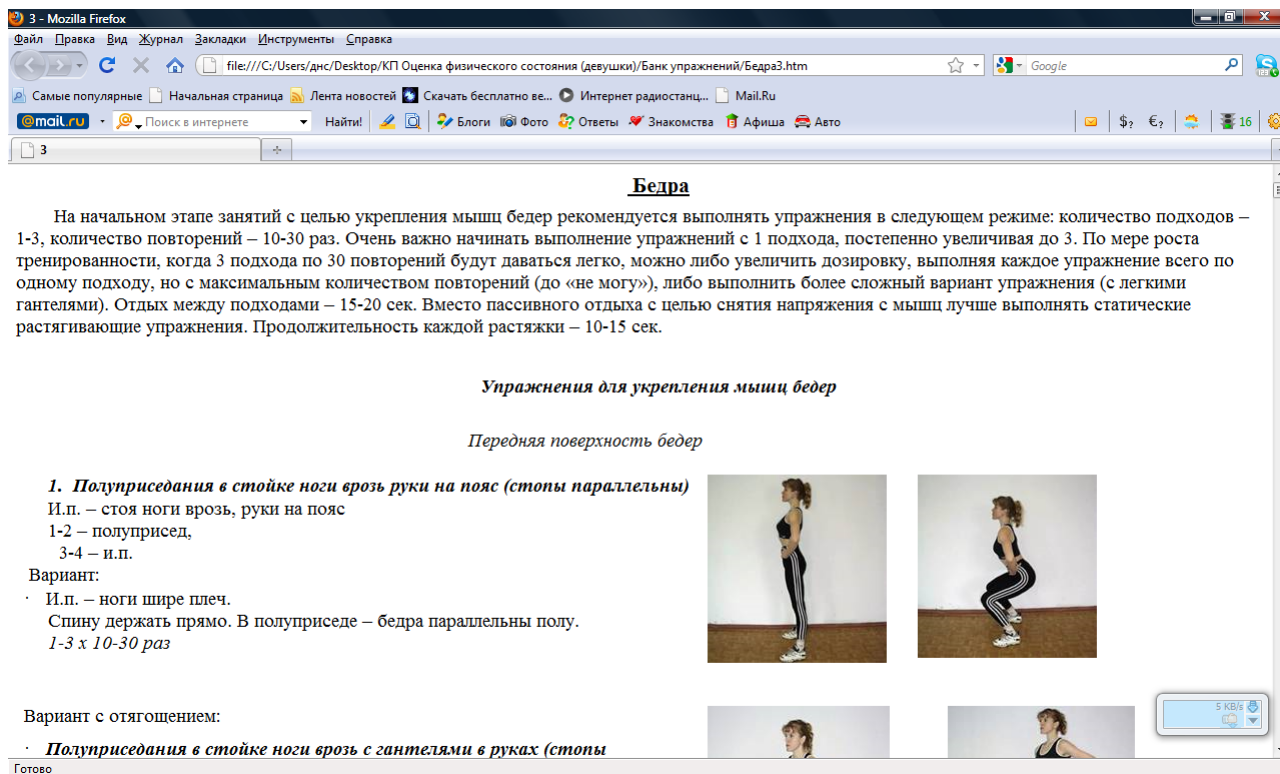 3 - Mozilla Firefox
Файл Правка Вид Журнал Закладки Инструменты Справка
file:///C:/Users/днс/Desktop/КП Оценка физического состояния (девушки)/Банк упражнений/Бедра3.htm
Google
Самые популярные Начальная страница Лента новостей Скачать бесплатно ве... Интернет радиостанц... Mail.Ru
@mail.ru Поиск в интернете Найти! Блоги Фото Ответы Знакомства Афиша Авто $? €? 16
3
Бедра
На начальном этапе занятий с целью укрепления мышц бедер рекомендуется выполнять упражнения в следующем режиме: количество подходов –
1-3, количество повторений – 10-30 раз. Очень важно начинать выполнение упражнений с 1 подхода, постепенно увеличивая до 3. По мере роста
тренированности, когда 3 подхода по 30 повторений будут даваться легко, можно либо увеличить дозировку, выполняя каждое упражнение всего по
одному подходу, но с максимальным количеством повторений (до «не могу»), либо выполнить более сложный вариант упражнения (с легкими
гантелями). Отдых между подходами – 15-20 сек. Вместо пассивного отдыха с целью снятия напряжения с мышц лучше выполнять статические
растягивающие упражнения. Продолжительность каждой растяжки – 10-15 сек.
Упражнения для укрепления мышц бедер
Передняя поверхность бедер
1. Полуприседания в стойке ноги врозь руки на пояс (стопы параллельны)
И.п. – стоя ноги врозь, руки на пояс
1-2 – полуприсед,
3-4 – и.п.
Вариант:
· И.п. – ноги шире плеч.
Спину держать прямо. В полуприседе – бедра параллельны полу.
1-3 х 10-30 раз
Вариант с отягощением:
5 KB/s
· Полуприседания в стойке ноги врозь с гантелями в руках (стопы
Готово